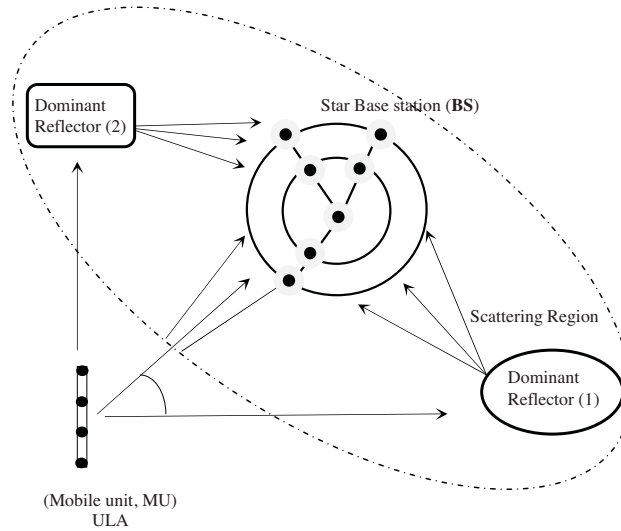 Dominant
Reflector (2)
Star Base station (BS)
Scattering Region
Dominant
Reflector (1)
(Mobile unit, MU)
ULA